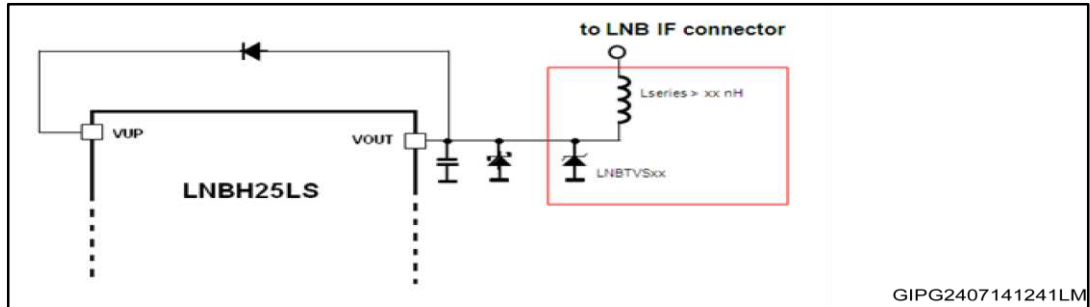 to LNB IF connector
Lseries > xx nH
VUP
VOUT
LNBTVSxx
LNBH25LS
GIPG2407141241LM